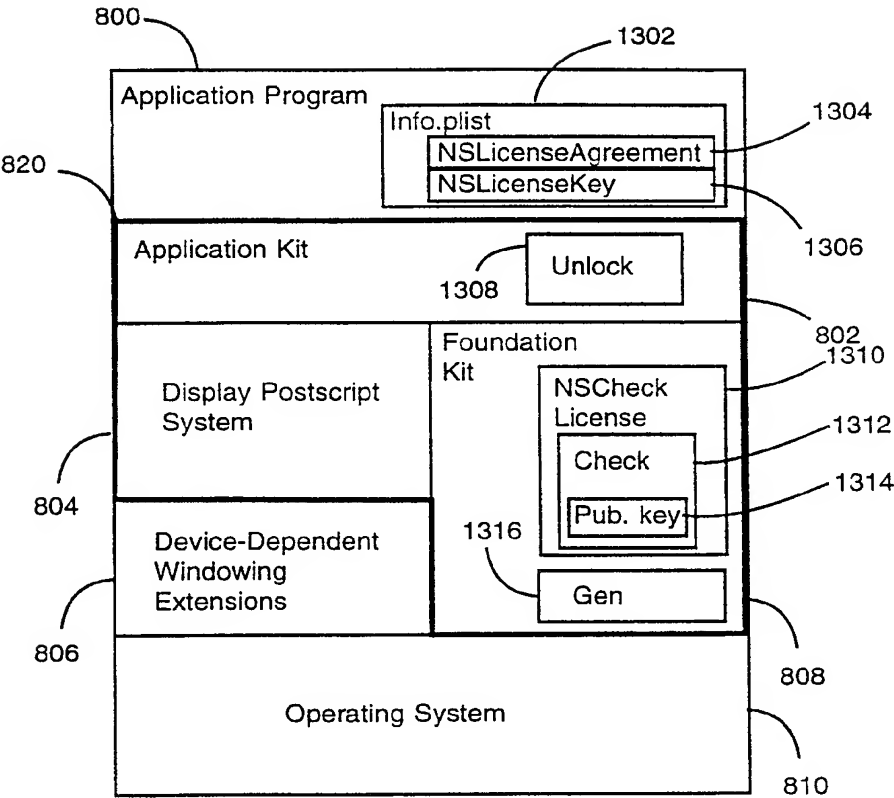 800
1302
Application Program
Info.plist
1304
NSLicenseAgreement
820
NSLicenseKey
1306
Application Kit
Unlock
1308
802
Foundation
Kit
1310
Display Postscript
System
NSCheck
License
1312
Check
1314
Pub. key
804
1316
Device-Dependent
Windowing
Extensions
Gen
806
808
Operating System
810